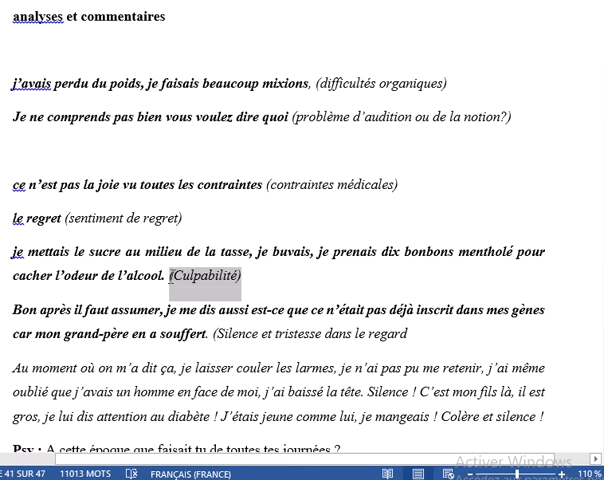 analyses et commentaires
j’avais perdu du poids, je faisais beaucoup mixions, (difficultés organiques)
Je ne comprends pas bien vous voulez dire quoi (problème d’audition ou de la notion?)
ce n’est pas la joie vu toutes les contraintes (contraintes médicales)
le regret (sentiment de regret)
je mettais le sucre au milieu de la tasse, je buvais, je prenais dix bonbons mentholé pour
cacher l’odeur de l’alcool. (Culpabilité)
Bon après il faut assumer, je me dis aussi est-ce que ce n’était pas déjà inscrit dans mes gènes
car mon grand-père en a souffert. (Silence et tristesse dans le regard
Au moment où on m’a dit ça, je laisser couler les larmes, je n’ai pas pu me retenir, j’ai même
oublié que j’avais un homme en face de moi, j’ai baissé la tête. Silence ! C’est mon fils là, il est
gros, je lui dis attention au diabète ! J’étais jeune comme lui, je mangeais ! Colère et silence !
Psy : A cette époque que faisait tu de toutes tes journées ?
Activer Windows
E 41 SUR 47 11013 MOTS FRANÇAIS (FRANCE) 110 %